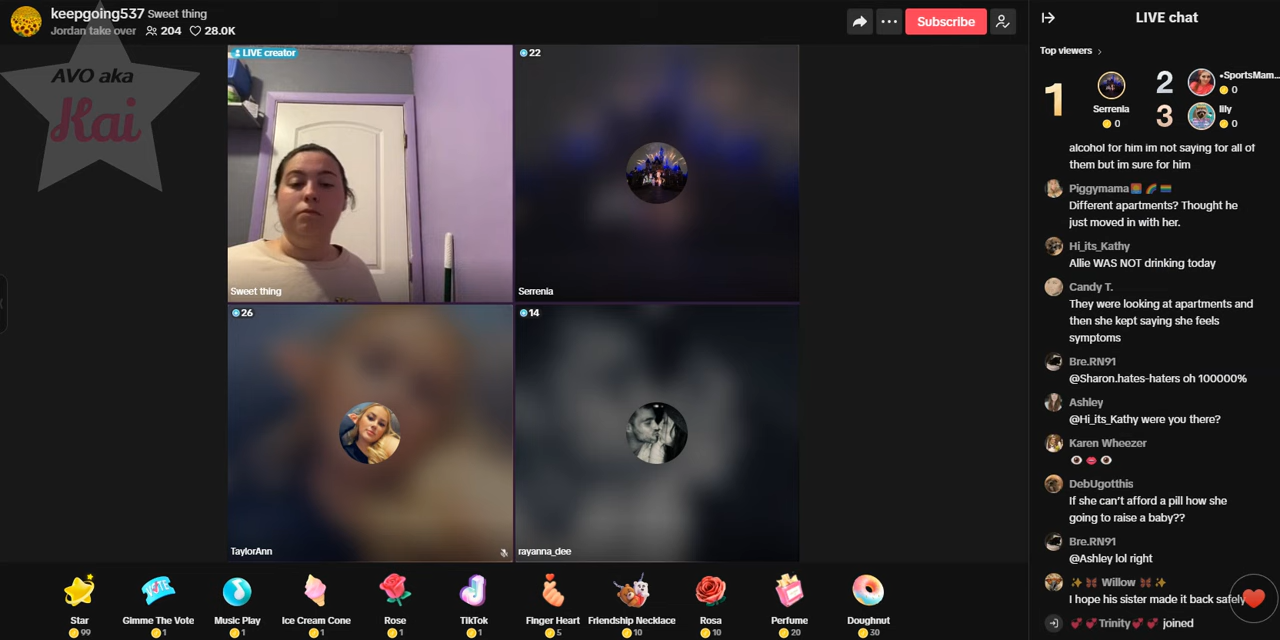 keepgoing537 Sweet thing
Jordan take over 204 28.0K
Subscribe
AVO aka
Kai
LIVE creator
Sweet thing
22
Serrenia
26
TaylorAnn
14
rayanna_dee
Star
99
Gimme The Vote
1
Music Play
1
Ice Cream Cone
1
Rose
1
TikTok
1
Finger Heart
5
Friendship Necklace
10
Rosa
10
Perfume
20
Doughnut
30
LIVE chat
Top viewers >
1
Serrenia
0
2
•SportsMam...
0
3
lily
0
alcohol for him im not saying for all of
them but im sure for him
Piggymama
Different apartments? Thought he
just moved in with her.
Hi_its_Kathy
Allie WAS NOT drinking today
Candy T.
They were looking at apartments and
then she kept saying she feels
symptoms
Bre.RN91
@Sharon.hates-haters oh 100000%
Ashley
@Hi_its_Kathy were you there?
Karen Wheezer
👁️👄👁️
DebUgotthis
If she can't afford a pill how she
going to raise a baby??
Bre.RN91
@Ashley lol right
✨🦋 Willow 🦋✨
I hope his sister made it back safely
💞💞Trinity💞💞 joined